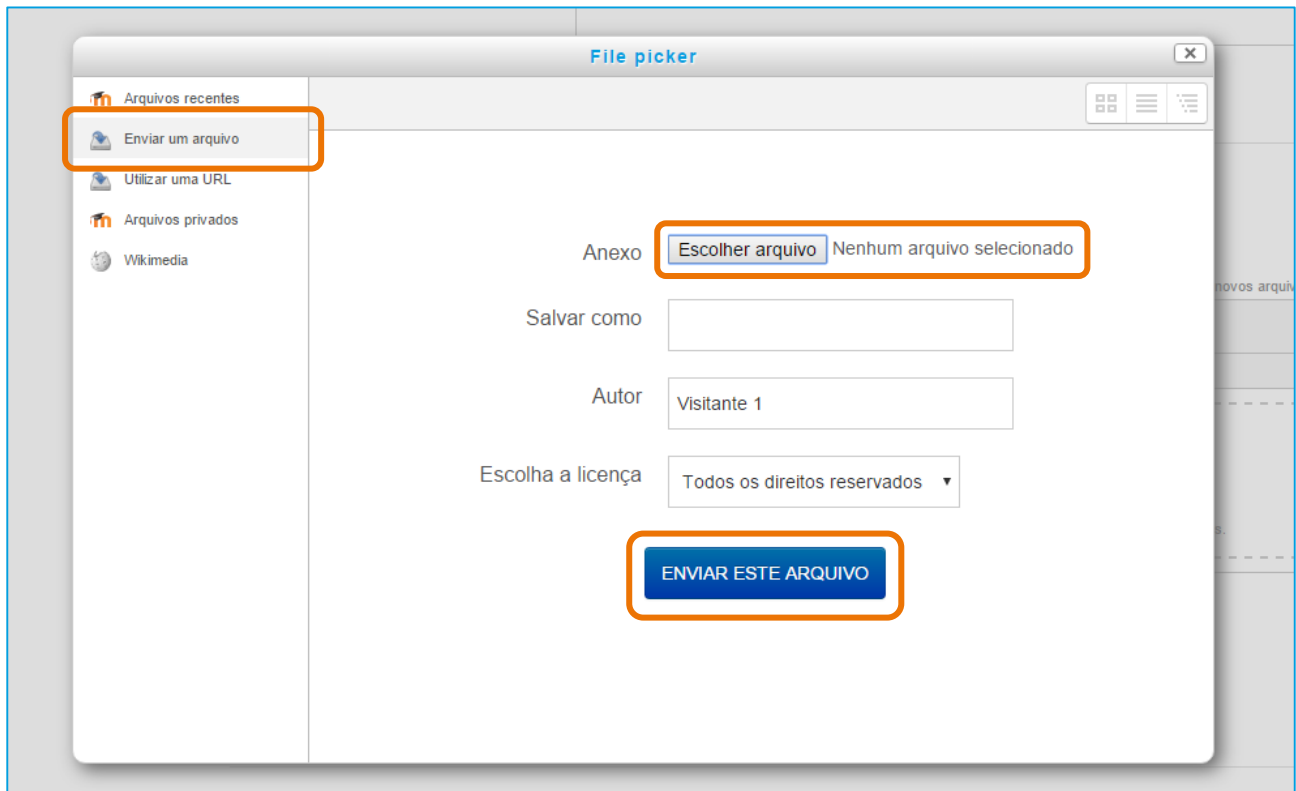 File picker
Arquivos recentes
Enviar um arquivo
Utilizar uma URL
Arquivos privados
Wikimedia
Anexo Escolher arquivo Nenhum arquivo selecionado
Salvar como
Autor Visitante 1
Escolha a licença Todos os direitos reservados
ENVIAR ESTE ARQUIVO
novos arquiv
s.